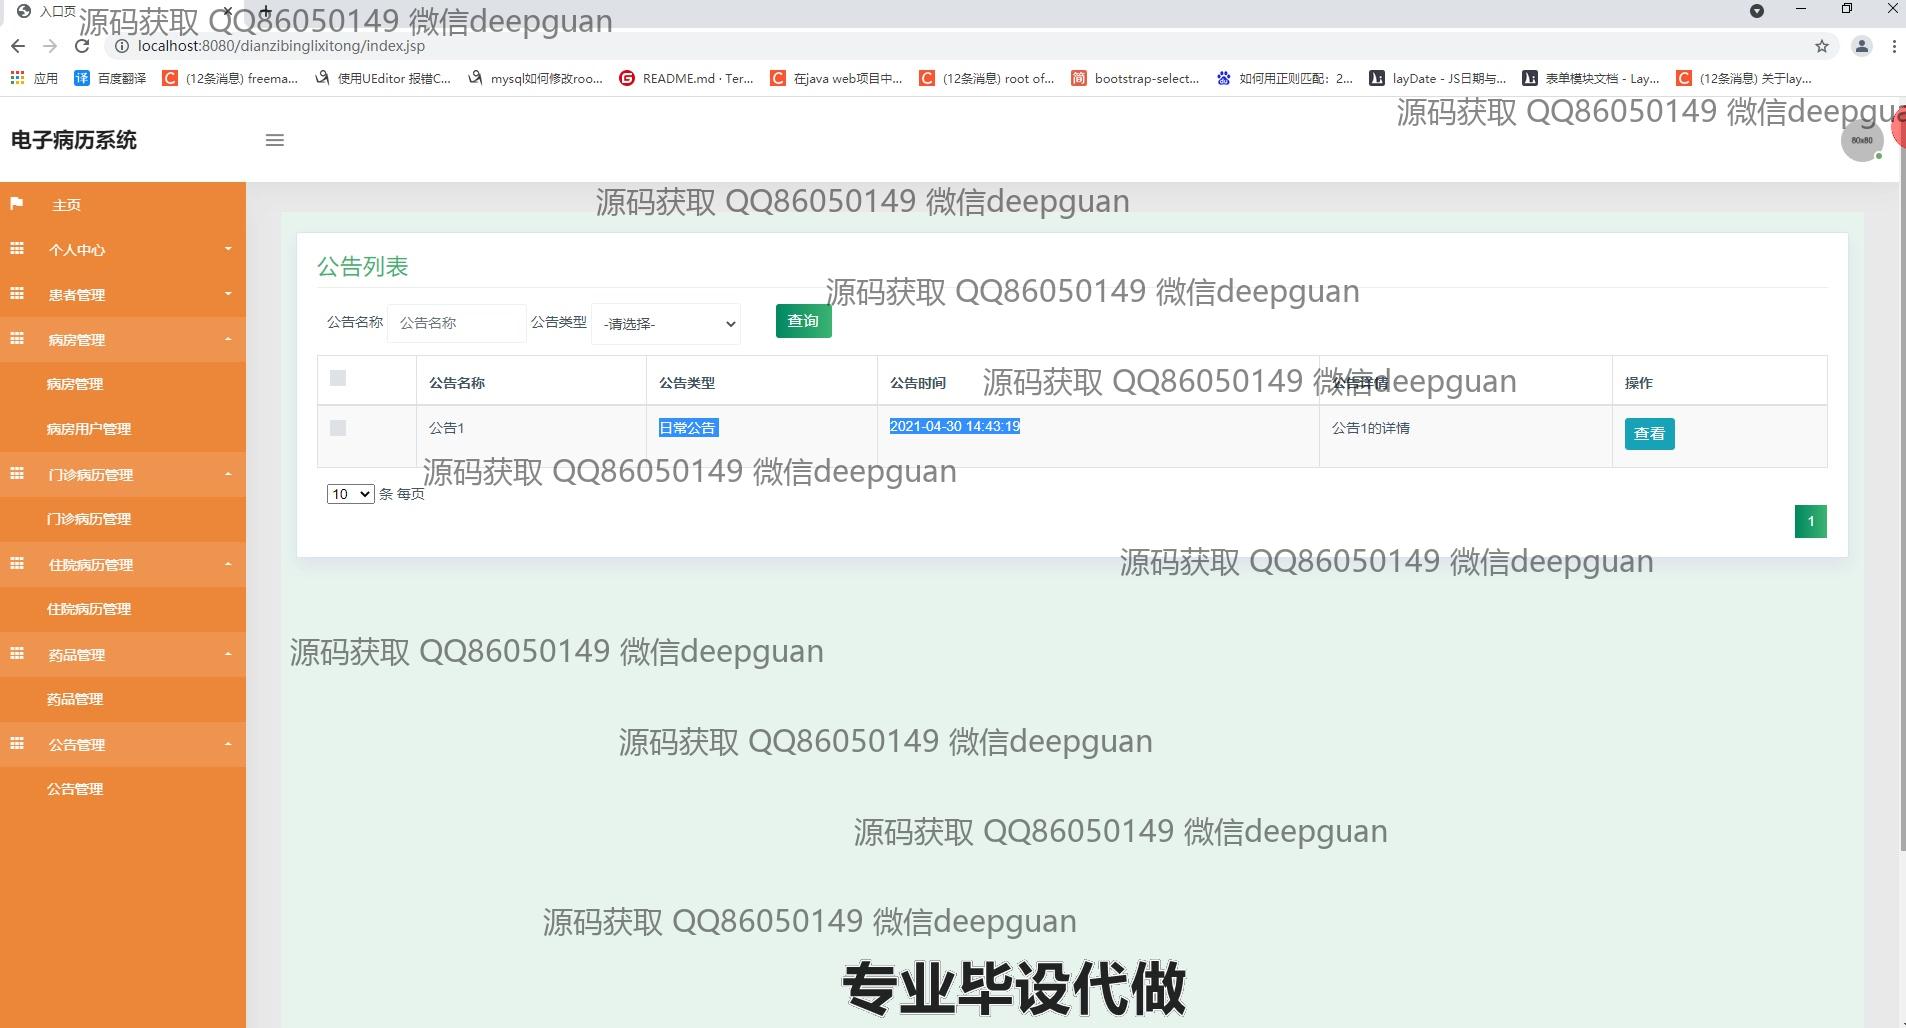 入口页
源码获取 QQ86050149 微信deepguan
localhost:8080/dianzibinglixitong/index.jsp
应用 百度翻译 (12条消息) freema... 使用UEditor 报错C... mysql如何修改roo... README.md · Ter... 在java web项目中... (12条消息) root of... bootstrap-select... 如何用正则匹配：2... layDate - JS日期与... 表单模块文档 - Lay... (12条消息) 关于lay...
源码获取 QQ86050149 微信deepgua
电子病历系统
80x80
源码获取 QQ86050149 微信deepguan
主页
个人中心
公告列表
患者管理
源码获取 QQ86050149 微信deepguan
公告名称 公告名称 公告类型 -请选择- 查询
病房管理
公告名称 公告类型 公告时间 公告详情 操作
源码获取 QQ86050149 微信deepguan
病房管理
公告1 日常公告 2021-04-30 14:43:19 公告1的详情 查看
病房用户管理
源码获取 QQ86050149 微信deepguan
门诊病历管理
10 条 每页
门诊病历管理
1
住院病历管理
源码获取 QQ86050149 微信deepguan
住院病历管理
药品管理
源码获取 QQ86050149 微信deepguan
药品管理
公告管理
源码获取 QQ86050149 微信deepguan
公告管理
源码获取 QQ86050149 微信deepguan
源码获取 QQ86050149 微信deepguan
专业毕设代做